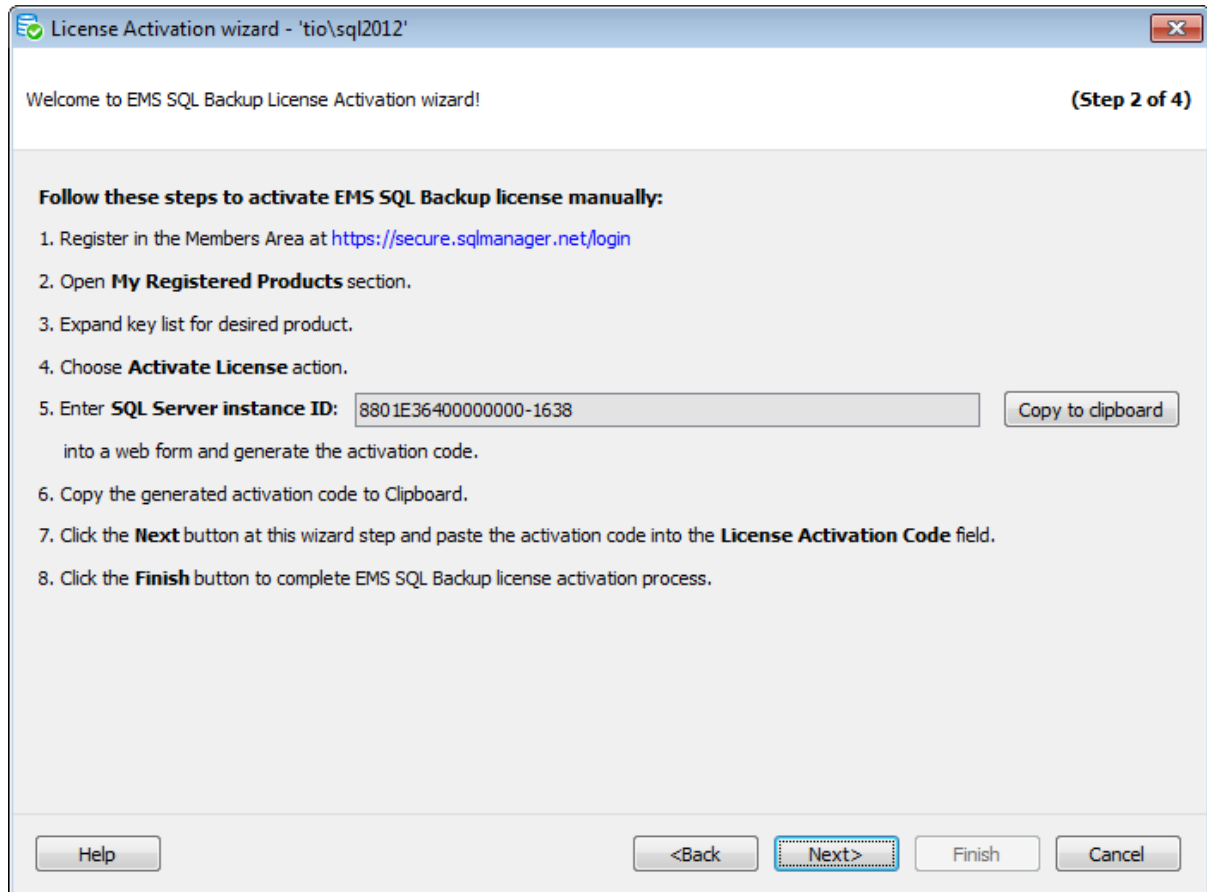 License Activation wizard - 'tio\sql2012'
Welcome to EMS SQL Backup License Activation wizard!
(Step 2 of 4)
Follow these steps to activate EMS SQL Backup license manually:
1. Register in the Members Area at https://secure.sqlmanager.net/login
2. Open My Registered Products section.
3. Expand key list for desired product.
4. Choose Activate License action.
5. Enter SQL Server instance ID: 8801E36400000000-1638 Copy to clipboard
into a web form and generate the activation code.
6. Copy the generated activation code to Clipboard.
7. Click the Next button at this wizard step and paste the activation code into the License Activation Code field.
8. Click the Finish button to complete EMS SQL Backup license activation process.
Help <Back Next> Finish Cancel